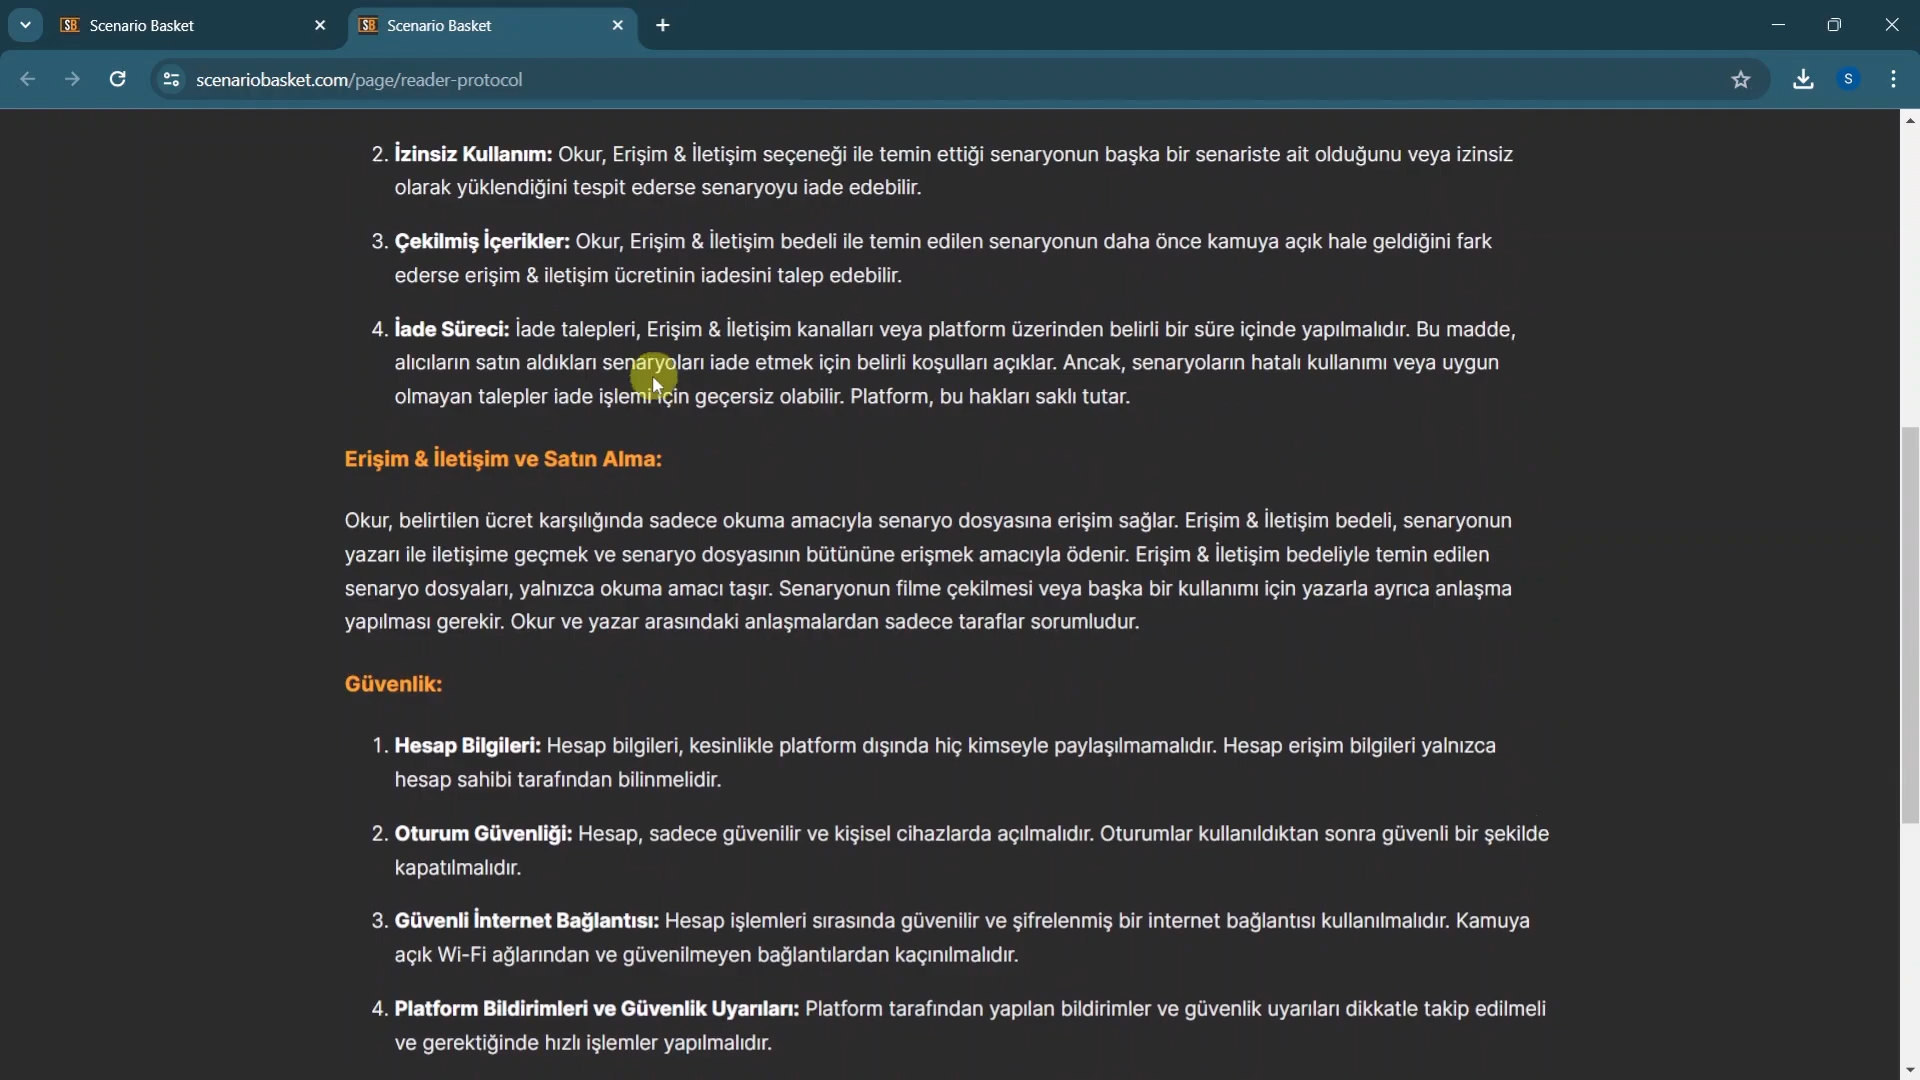 SB Scenario Basket
SB Scenario Basket
scenariobasket.com/page/reader-protocol
S
2. İzinsiz Kullanım: Okur, Erişim & İletişim seçeneği ile temin ettiği senaryonun başka bir senariste ait olduğunu veya izinsiz
olarak yüklendiğini tespit ederse senaryoyu iade edebilir.
3. Çekilmiş İçerikler: Okur, Erişim & İletişim bedeli ile temin edilen senaryonun daha önce kamuya açık hale geldiğini fark
ederse erişim & iletişim ücretinin iadesini talep edebilir.
4. İade Süreci: İade talepleri, Erişim & İletişim kanalları veya platform üzerinden belirli bir süre içinde yapılmalıdır. Bu madde,
alıcıların satın aldıkları senaryoları iade etmek için belirli koşulları açıklar. Ancak, senaryoların hatalı kullanımı veya uygun
olmayan talepler iade işlemi için geçersiz olabilir. Platform, bu hakları saklı tutar.
Erişim & İletişim ve Satın Alma:
Okur, belirtilen ücret karşılığında sadece okuma amacıyla senaryo dosyasına erişim sağlar. Erişim & İletişim bedeli, senaryonun
yazarı ile iletişime geçmek ve senaryo dosyasının bütününe erişmek amacıyla ödenir. Erişim & İletişim bedeliyle temin edilen
senaryo dosyaları, yalnızca okuma amacı taşır. Senaryonun filme çekilmesi veya başka bir kullanımı için yazarla ayrıca anlaşma
yapılması gerekir. Okur ve yazar arasındaki anlaşmalardan sadece taraflar sorumludur.
Güvenlik:
1. Hesap Bilgileri: Hesap bilgileri, kesinlikle platform dışında hiç kimseyle paylaşılmamalıdır. Hesap erişim bilgileri yalnızca
hesap sahibi tarafından bilinmelidir.
2. Oturum Güvenliği: Hesap, sadece güvenilir ve kişisel cihazlarda açılmalıdır. Oturumlar kullanıldıktan sonra güvenli bir şekilde
kapatılmalıdır.
3. Güvenli İnternet Bağlantısı: Hesap işlemleri sırasında güvenilir ve şifrelenmiş bir internet bağlantısı kullanılmalıdır. Kamuya
açık Wi-Fi ağlarından ve güvenilmeyen bağlantılardan kaçınılmalıdır.
4. Platform Bildirimleri ve Güvenlik Uyarıları: Platform tarafından yapılan bildirimler ve güvenlik uyarıları dikkatle takip edilmeli
ve gerektiğinde hızlı işlemler yapılmalıdır.